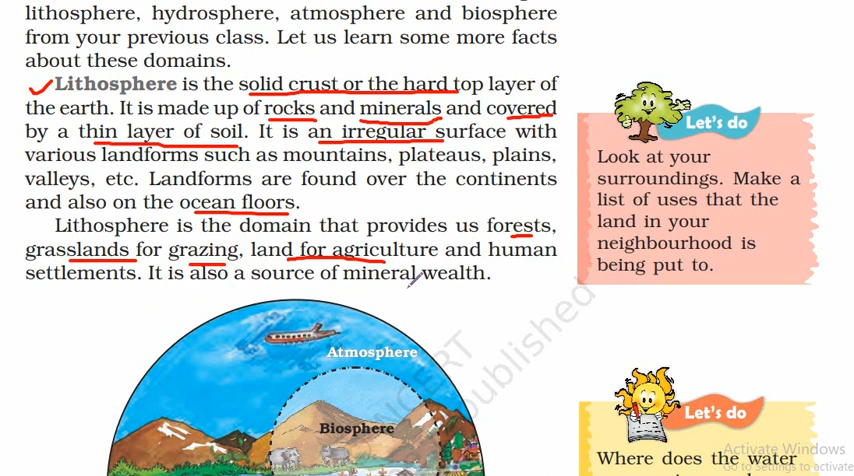 lithosphere, hydrosphere, atmosphere and biosphere
from your previous class. Let us learn some more facts
about these domains.
Lithosphere is the solid crust or the hard top layer of
the earth. It is made up of rocks and minerals and covered
by a thin layer of soil. It is an irregular surface with
various landforms such as mountains, plateaus, plains,
valleys, etc. Landforms are found over the continents
and also on the ocean floors.
Lithosphere is the domain that provides us forests,
grasslands for grazing, land for agriculture and human
settlements. It is also a source of mineral wealth.
Atmosphere
Biosphere
Let's do
Look at your
surroundings. Make a
list of uses that the
land in your
neighbourhood is
being put to.
Let's do
Where does the water
NCERT
published
Activate Windows
Go to Settings to activate